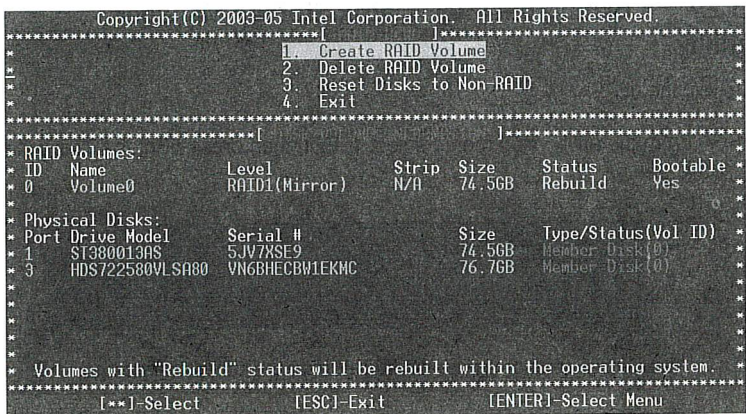 Copyright(C) 2003-05 Intel Corporation. All Rights Reserved.
[ ]
1. Create RAID Volume
2. Delete RAID Volume
3. Reset Disks to Non-RAID
4. Exit
[ ]
RAID Volumes:
ID Name Level Strip Size Status Bootable
0 Volume0 RAID1(Mirror) N/A 74.5GB Rebuild Yes
Physical Disks:
Port Drive Model Serial # Size Type/Status(Vol ID)
1 ST380013AS 5JV7XSE9 74.5GB Member Disk(0)
3 HDS722580VLSA80 VN6BHECBW1EKMC 76.7GB Member Disk(0)
Volumes with "Rebuild" status will be rebuilt within the operating system.
[**]-Select [ESC]-Exit [ENTER]-Select Menu